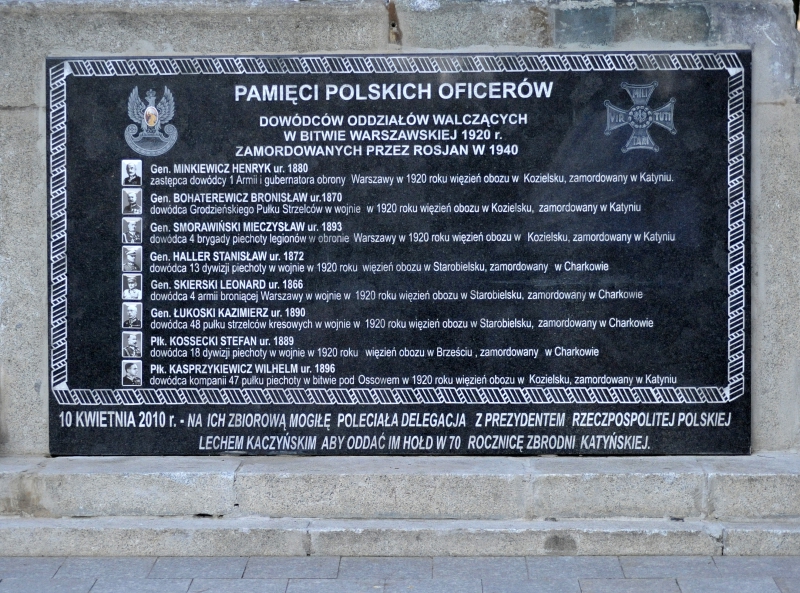 PAMIĘCI POLSKICH OFICERÓW
DOWÓDCÓW ODDZIAŁÓW WALCZĄCYCH
W BITWIE WARSZAWSKIEJ 1920 r.
ZAMORDOWANYCH PRZEZ ROSJAN W 1940
VIRTUTI MILITARI
Gen. MINKIEWICZ HENRYK ur. 1880
zastępca dowódcy 1 Armii i gubernatora obrony Warszawy w 1920 roku więzień obozu w Kozielsku, zamordowany w Katyniu.
Gen. BOHATEREWICZ BRONISŁAW ur.1870
dowódca Grodzieńskiego Pułku Strzelców w wojnie w 1920 roku więzień obozu w Kozielsku, zamordowany w Katyniu
Gen. SMORAWIŃSKI MIECZYSŁAW ur. 1893
dowódca 4 brygady piechoty legionów w obronie Warszawy w 1920 roku więzień obozu w Kozielsku, zamordowany w Katyniu
Gen. HALLER STANISŁAW ur. 1872
dowódca 13 dywizji piechoty w wojnie w 1920 roku więzień obozu w Starobielsku, zamordowany w Charkowie
Gen. SKIERSKI LEONARD ur. 1866
dowódca 4 armii broniącej Warszawy w wojnie w 1920 roku więzień obozu w Starobielsku, zamordowany w Charkowie
Gen. ŁUKOSKI KAZIMIERZ ur. 1890
dowódca 48 pułku strzelców kresowych w wojnie w 1920 roku więzień obozu w Starobielsku, zamordowany w Charkowie
Płk. KOSSECKI STEFAN ur. 1889
dowódca 18 dywizji piechoty w wojnie w 1920 roku więzień obozu w Brześciu , zamordowany w Charkowie
Płk. KASPRZYKIEWICZ WILHELM ur. 1896
dowódca kompanii 47 pułku piechoty w bitwie pod Ossowem w 1920 roku więzień obozu w Kozielsku, zamordowany w Katyniu
10 KWIETNIA 2010 r. - NA ICH ZBIOROWĄ MOGIŁĘ POLECIAŁA DELEGACJA Z PREZYDENTEM RZECZPOSPOLITEJ POLSKIEJ
LECHEM KACZYŃSKIM ABY ODDAĆ IM HOŁD W 70 ROCZNICĘ ZBRODNI KATYŃSKIEJ.